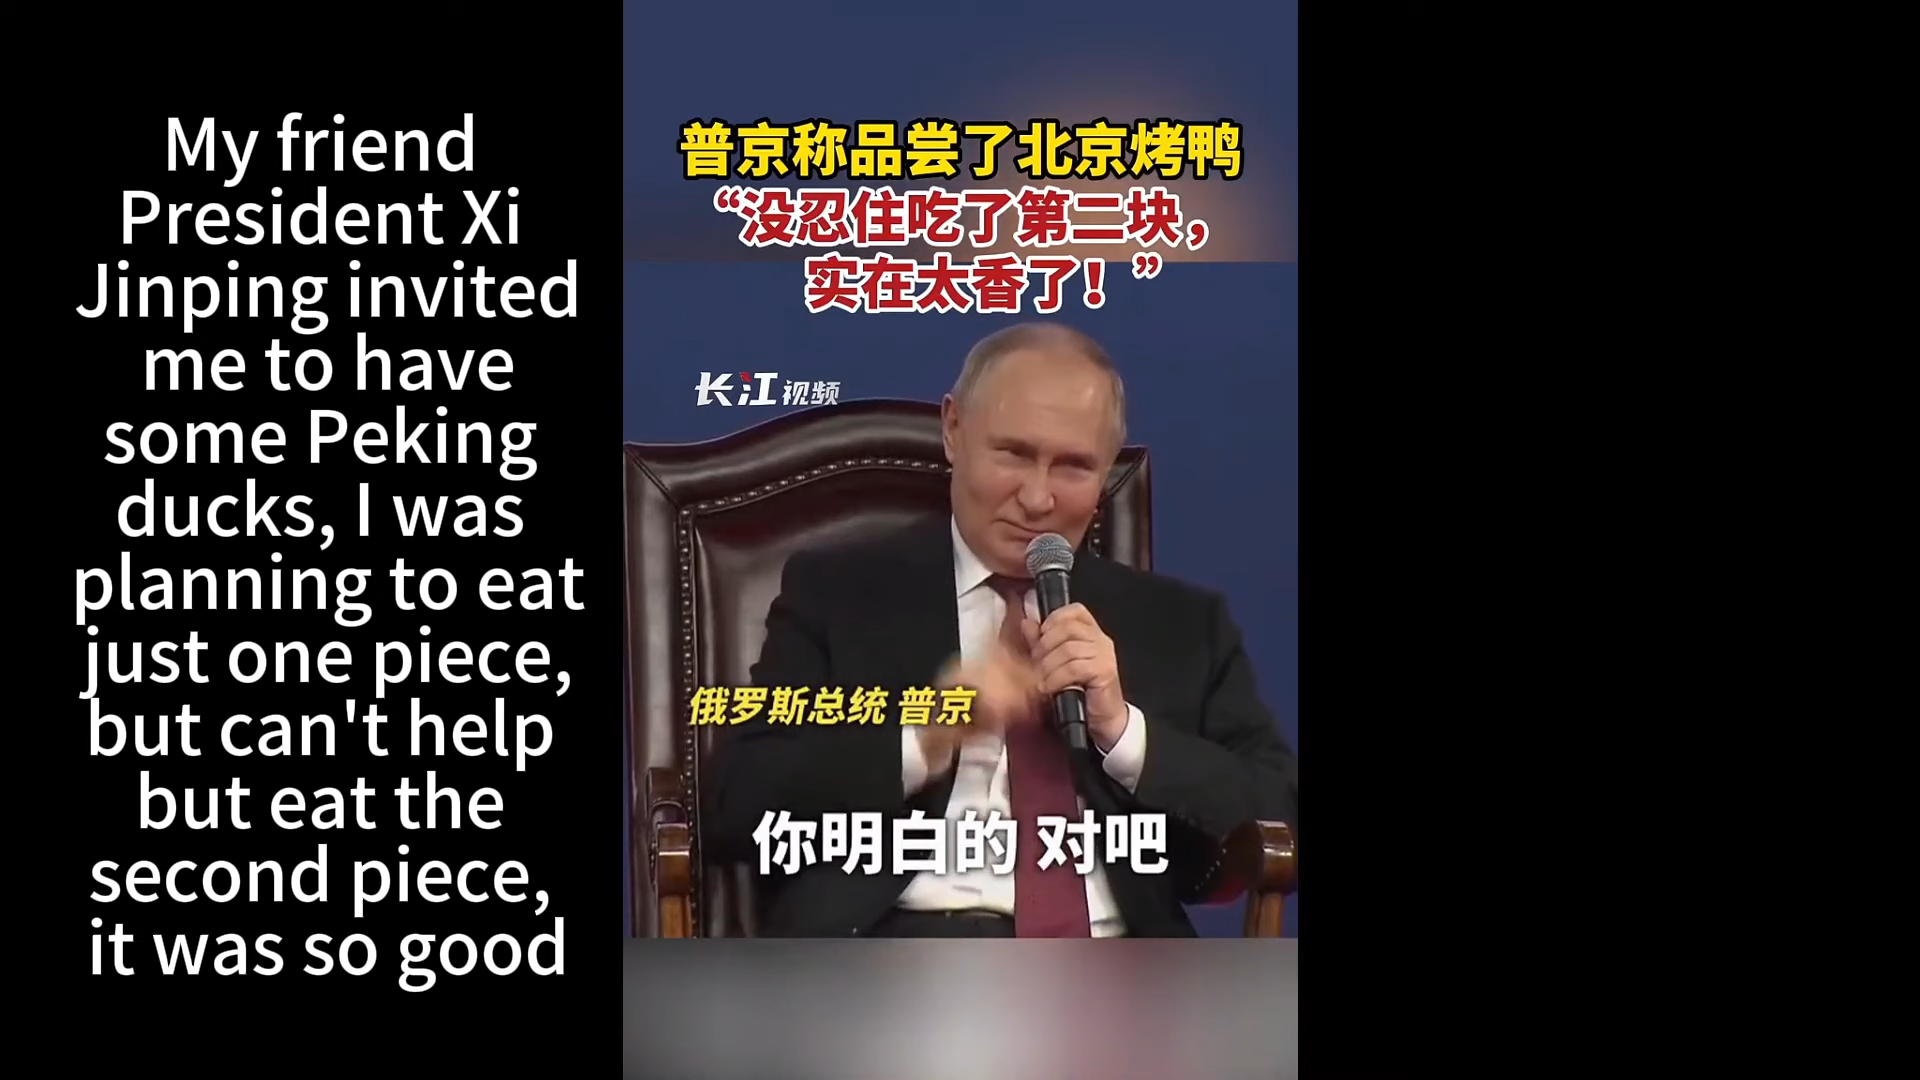 My friend
President Xi
Jinping invited
me to have
some Peking
ducks, I was
planning to eat
just one piece,
but can't help
but eat the
second piece,
it was so good
普京称品尝了北京烤鸭
“没忍住吃了第二块，
实在太香了！”
长江视频
俄罗斯总统 普京
你明白的 对吧